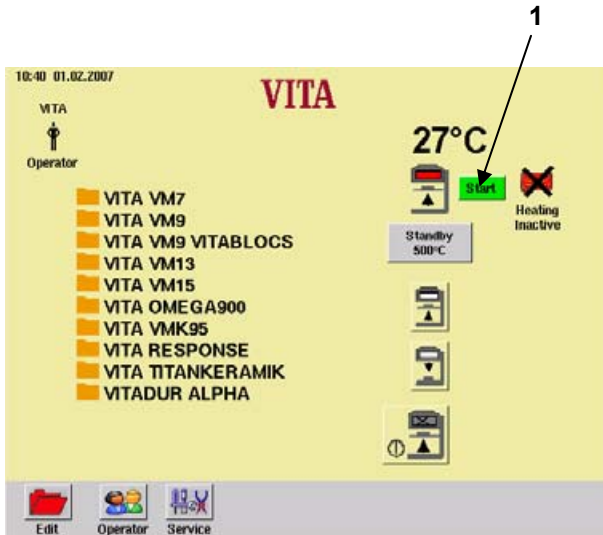 1
10:40 01.02.2007
VITA
VITA
Operator
27°C
Start
Heating
Inactive
Standby
500°C
VITA VM7
VITA VM9
VITA VM9 VITABLOCS
VITA VM13
VITA VM15
VITA OMEGA900
VITA VMK95
VITA RESPONSE
VITA TITANKERAMIK
VITADUR ALPHA
Edit
Operator
Service